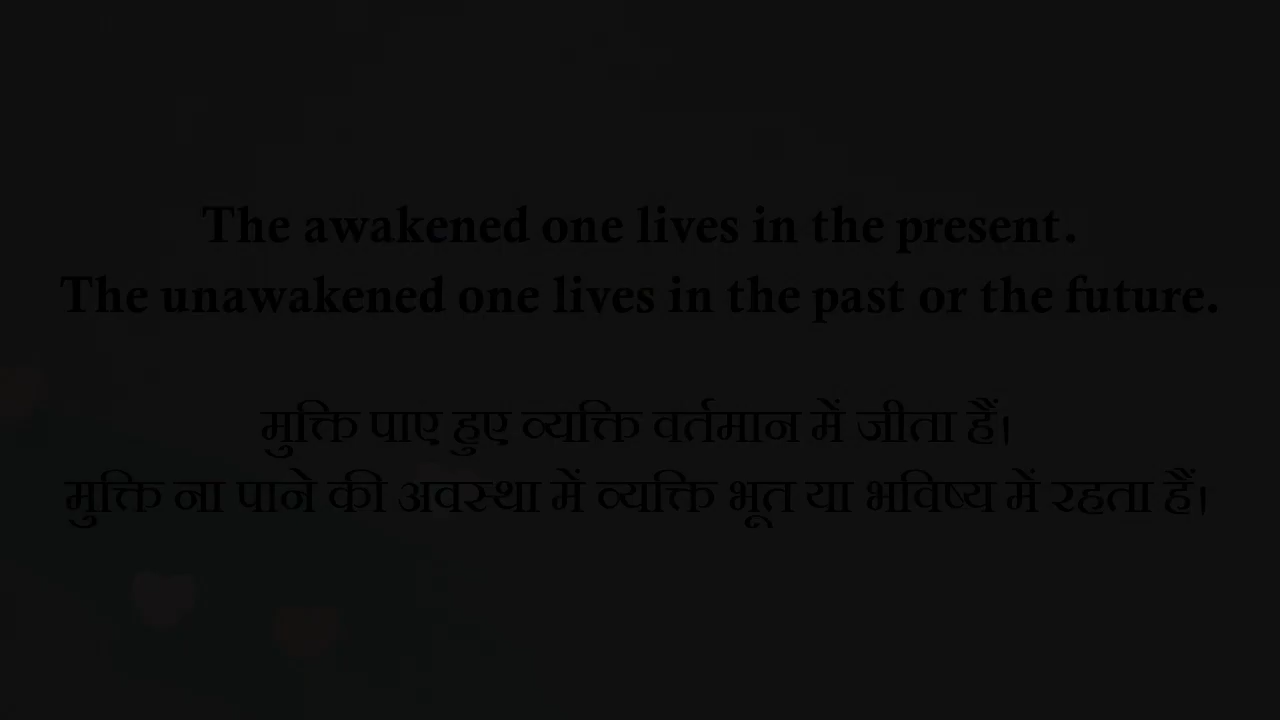 The awakened one lives in the present.
The unawakened one lives in the past or the future.
मुक्ति पाए हुए व्यक्ति वर्तमान में जीता हैं।
मुक्ति ना पाने की अवस्था में व्यक्ति भूत या भविष्य में रहता हैं।